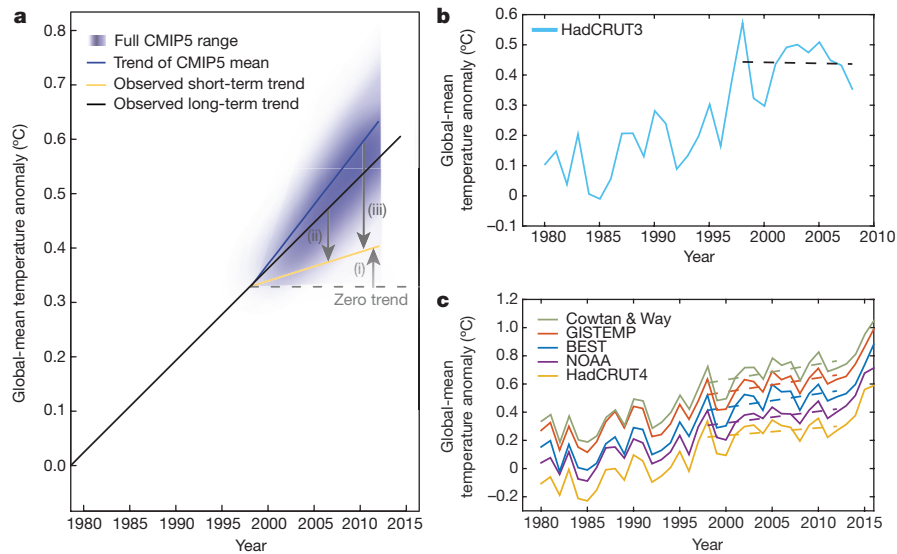 a
Global-mean temperature anomaly (°C)
0.8
0.7
0.6
0.5
0.4
0.3
0.2
0.1
0.0
Full CMIP5 range
Trend of CMIP5 mean
Observed short-term trend
Observed long-term trend
(iii)
(ii)
(i)
Zero trend
1980 1985 1990 1995 2000 2005 2010 2015
Year
b
Global-mean
temperature anomaly (°C)
0.6
0.5
0.4
0.3
0.2
0.1
0
−0.1
HadCRUT3
1980 1985 1990 1995 2000 2005 2010
Year
c
Global-mean
temperature anomaly (°C)
1.2
1.0
0.8
0.6
0.4
0.2
0
−0.2
Cowtan & Way
GISTEMP
BEST
NOAA
HadCRUT4
1980 1985 1990 1995 2000 2005 2010 2015
Year